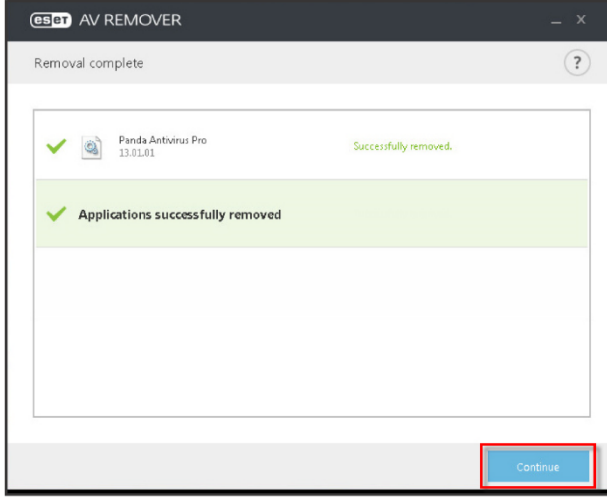 eset AV REMOVER
Removal complete
?
Panda Antivirus Pro
13.01.01
Successfully removed.
Applications successfully removed
Continue